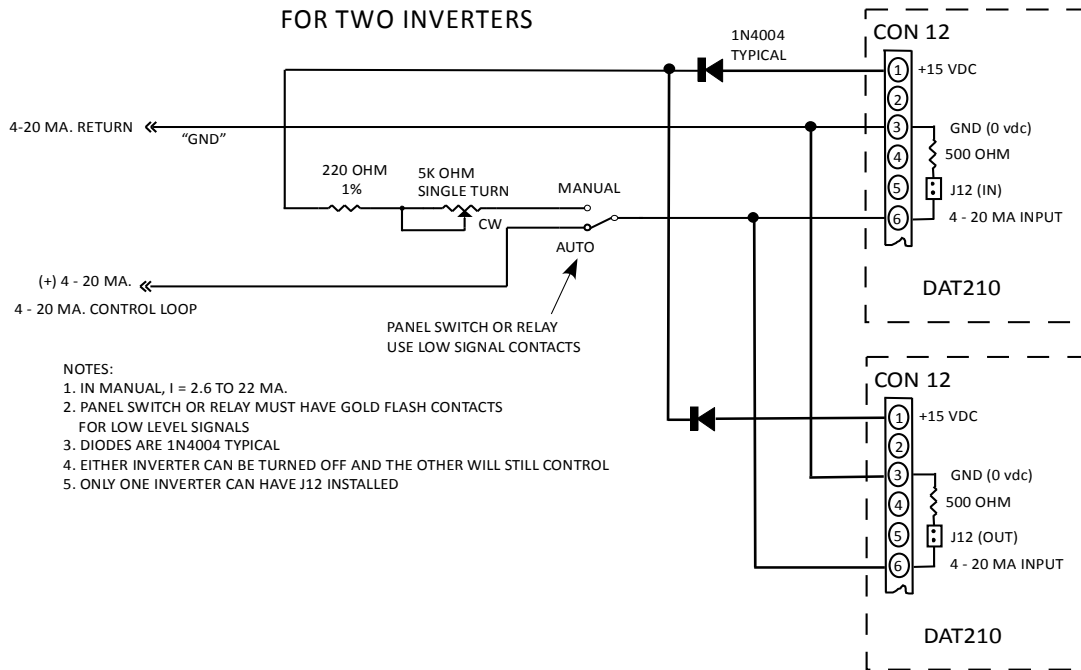 FOR TWO INVERTERS
1N4004
TYPICAL
CON 12
1
+15 VDC
2
4-20 MA. RETURN
"GND"
3
GND (0 vdc)
4
500 OHM
220 OHM
1%
5K OHM
SINGLE TURN
MANUAL
5
J12 (IN)
CW
6
4 - 20 MA INPUT
AUTO
(+) 4 - 20 MA.
4 - 20 MA. CONTROL LOOP
DAT210
PANEL SWITCH OR RELAY
USE LOW SIGNAL CONTACTS
NOTES:
1. IN MANUAL, I = 2.6 TO 22 MA.
2. PANEL SWITCH OR RELAY MUST HAVE GOLD FLASH CONTACTS
FOR LOW LEVEL SIGNALS
3. DIODES ARE 1N4004 TYPICAL
4. EITHER INVERTER CAN BE TURNED OFF AND THE OTHER WILL STILL CONTROL
5. ONLY ONE INVERTER CAN HAVE J12 INSTALLED
CON 12
1
+15 VDC
2
3
GND (0 vdc)
4
500 OHM
5
J12 (OUT)
6
4 - 20 MA INPUT
DAT210